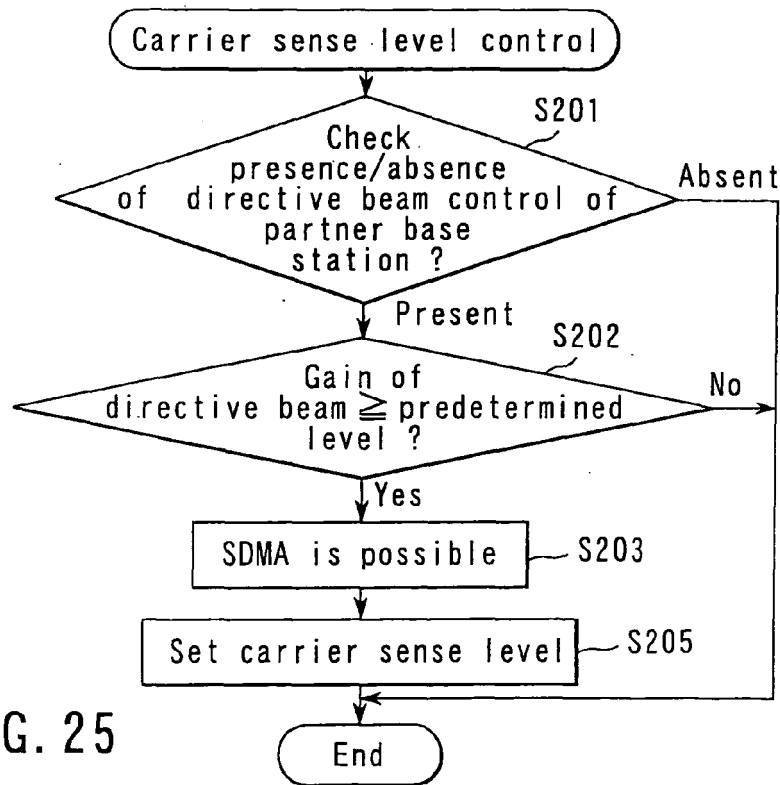 Carrier sense level control
S201
Check
presence/absence
of directive beam control of
partner base
station ?
Absent
Present
S202
Gain of
directive beam ≧ predetermined
level ?
No
Yes
SDMA is possible
S203
Set carrier sense level
S205
G. 25
End